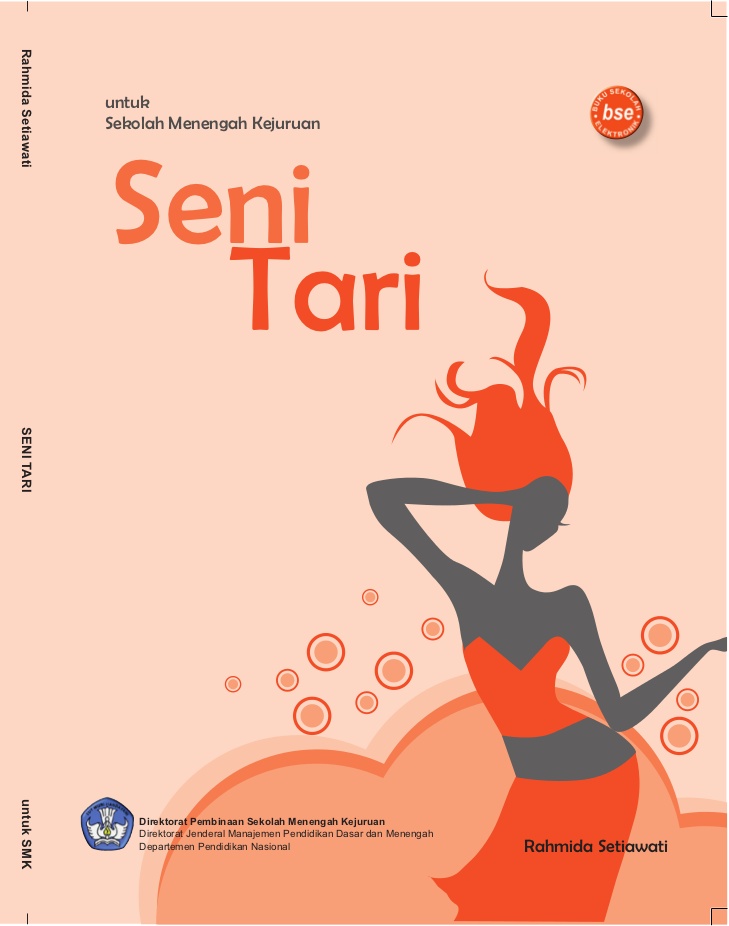 Rahmida Setiawati
SENI TARI
untuk SMK
untuk
Sekolah Menengah Kejuruan
BUKU SEKOLAH
bse
ELEKTRONIK
Seni
Tari
Direktorat Pembinaan Sekolah Menengah Kejuruan
Direktorat Jenderal Manajemen Pendidikan Dasar dan Menengah
Departemen Pendidikan Nasional
Rahmida Setiawati